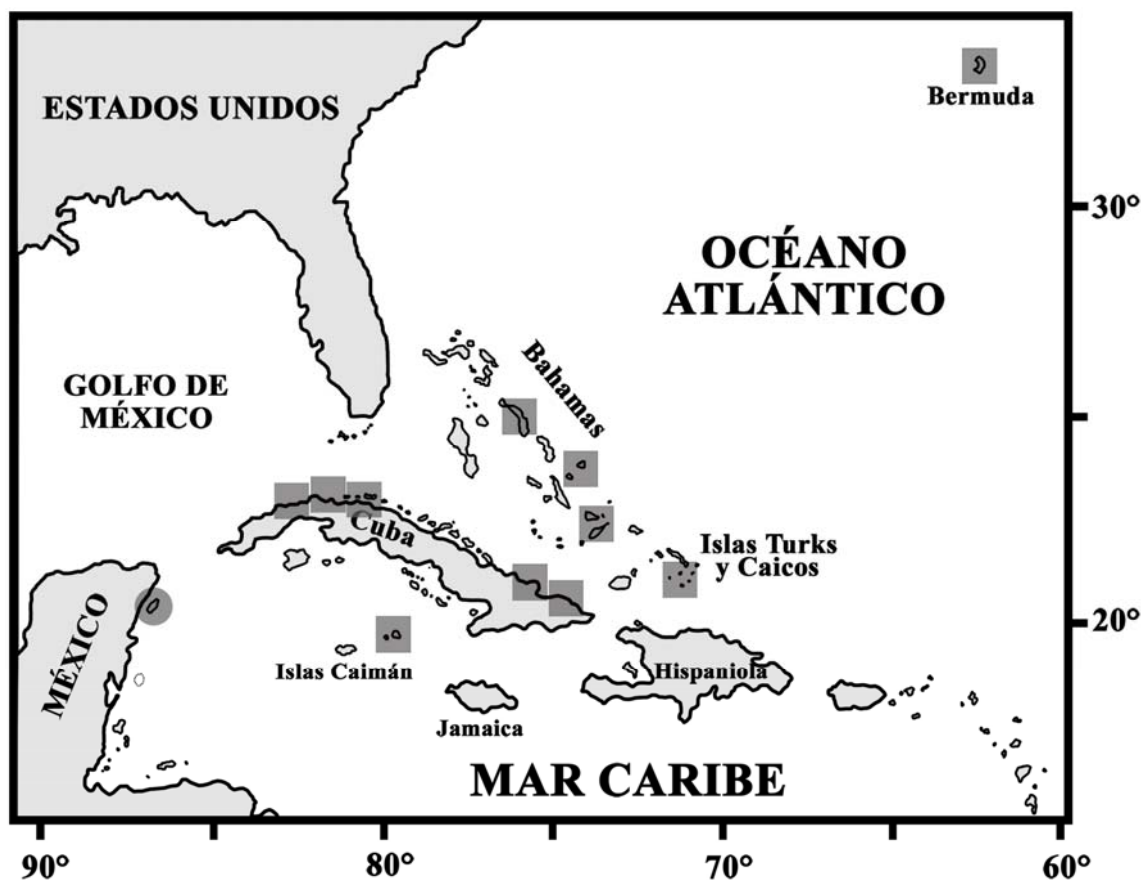 ESTADOS UNIDOS
Bermuda
30°
OCÉANO
ATLÁNTICO
Bahamas
GOLFO DE
MÉXICO
Cuba
Islas Turks
y Caicos
20°
MÉXICO
Islas Caimán
Hispaniola
Jamaica
MAR CARIBE
90°
80°
70°
60°